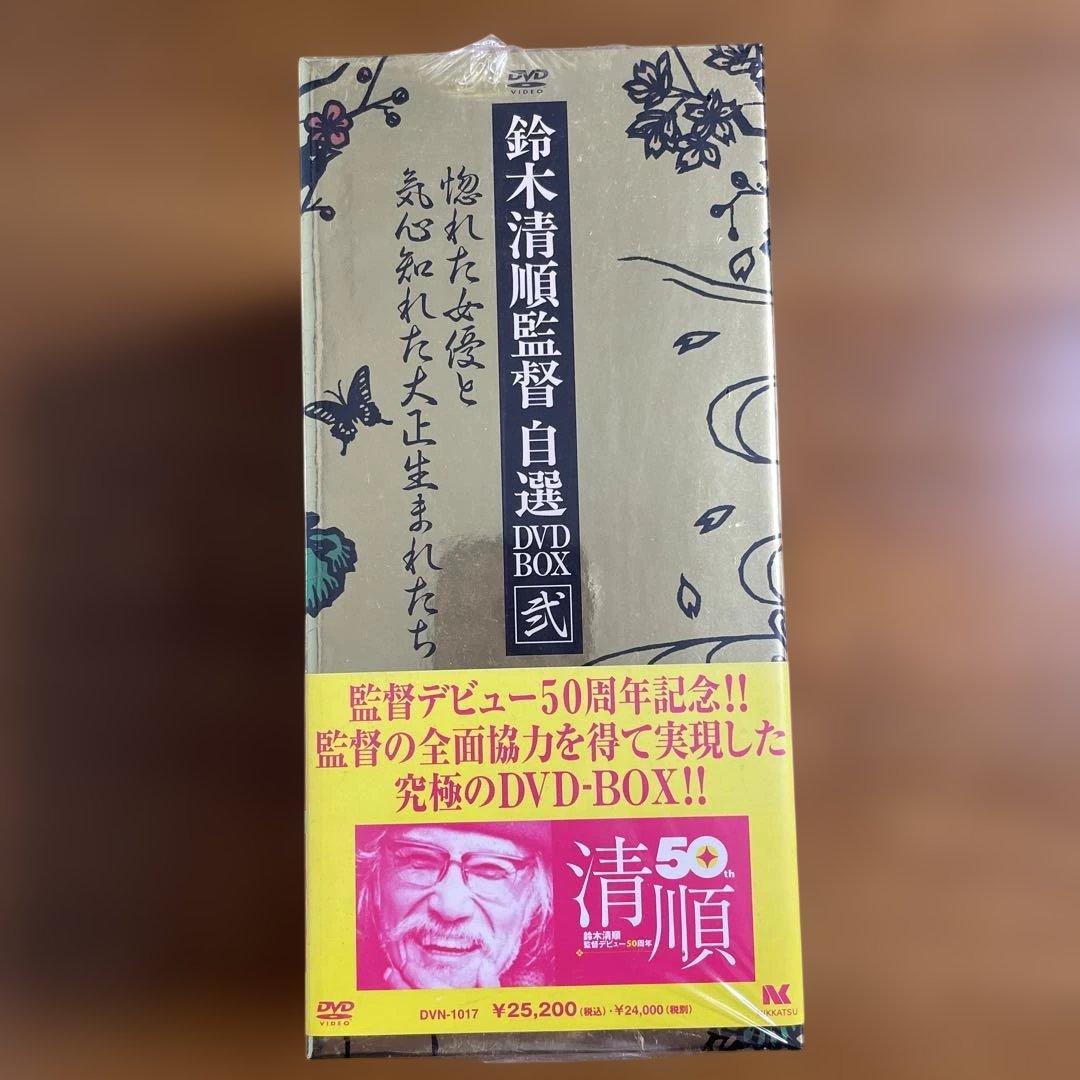 DVD
VIDEO
鈴木清順監督 自選
DVD
BOX
弐
惚れた女優と
気心知れた大正生まれたち
監督デビュー50周年記念!!
監督の全面協力を得て実現した
究極のDVD-BOX!!
清順
50th
鈴木清順
監督デビュー50周年
DVD
VIDEO
DVN-1017 ¥25,200(税込)・¥24,000(税別)
NIKKATSU